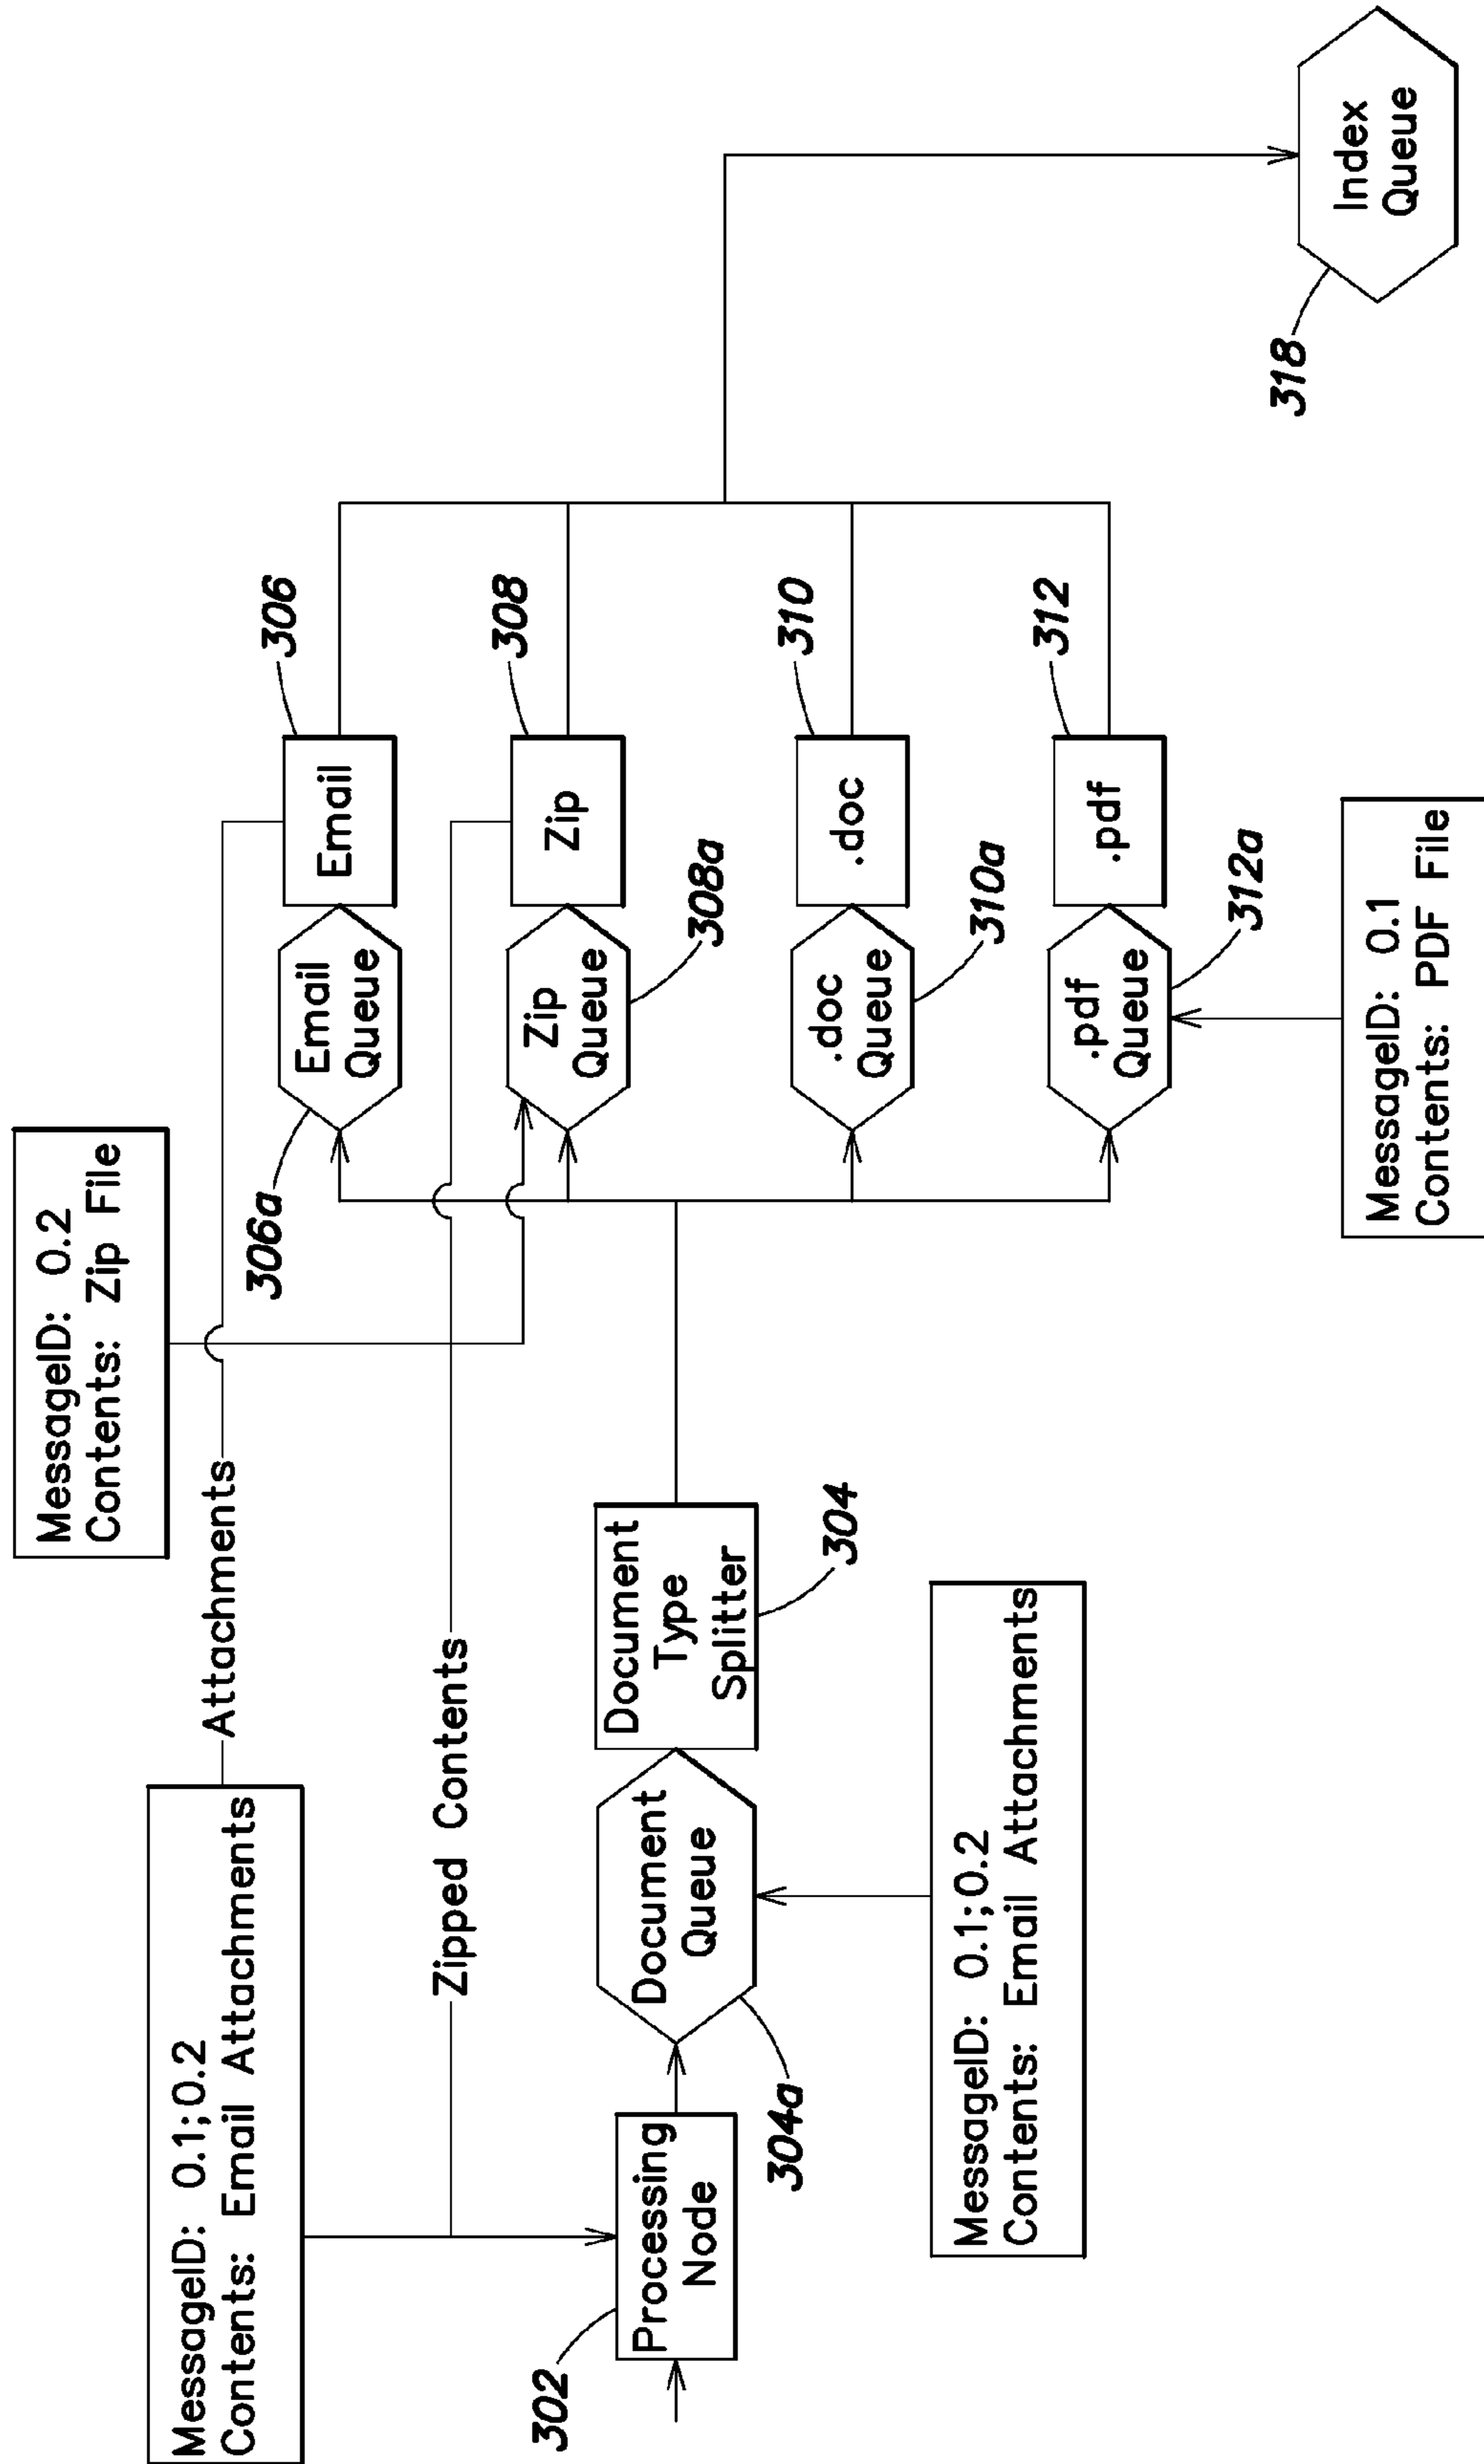 MessageID: 0.2
Contents: Zip File
MessageID: 0.1;0.2
Contents: Email Attachments
Attachments
Zipped Contents
306a
Email
Queue
Email
306
Zip
Queue
308a
Zip
308
302
Processing
Node
304a
Document
Queue
Document
Type
Splitter
304
.doc
Queue
310a
.doc
310
.pdf
Queue
312a
.pdf
312
MessageID: 0.1;0.2
Contents: Email Attachments
MessageID: 0.1
Contents: PDF File
318
Index
Queue